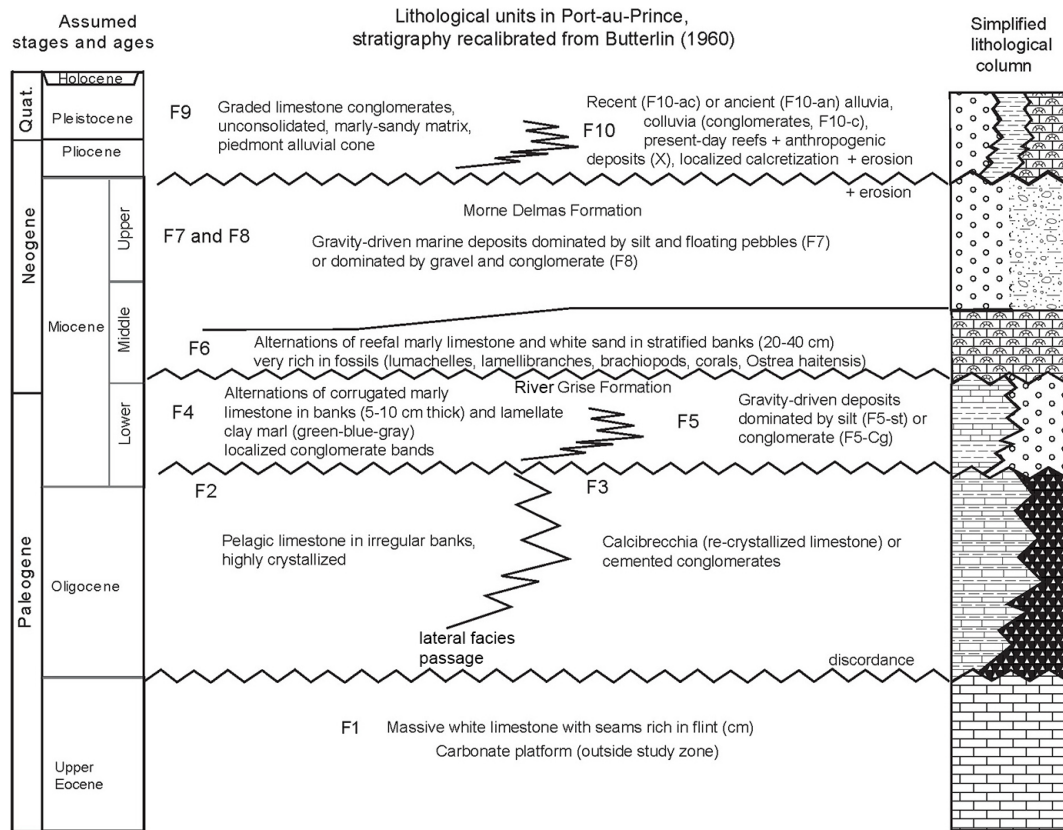 Assumed
stages and ages
Lithological units in Port-au-Prince,
stratigraphy recalibrated from Butterlin (1960)
Simplified
lithological
column
Quat.
Holocene
Pleistocene
Pliocene
F9
Graded limestone conglomerates,
unconsolidated, marly-sandy matrix,
piedmont alluvial cone
F10
Recent (F10-ac) or ancient (F10-an) alluvia,
colluvia (conglomerates, F10-c),
present-day reefs + anthropogenic
deposits (X), localized calcretization + erosion
+ erosion
Neogene
Miocene
Upper
Middle
Lower
Morne Delmas Formation
F7 and F8
Gravity-driven marine deposits dominated by silt and floating pebbles (F7)
or dominated by gravel and conglomerate (F8)
F6
Alternations of reefal marly limestone and white sand in stratified banks (20-40 cm)
very rich in fossils (lumachelles, lamellibranches, brachiopods, corals, Ostrea haitensis)
River Grise Formation
F4
Alternations of corrugated marly
limestone in banks (5-10 cm thick) and lamellate
clay marl (green-blue-gray)
localized conglomerate bands
F5
Gravity-driven deposits
dominated by silt (F5-st) or
conglomerate (F5-Cg)
Paleogene
Oligocene
F2
Pelagic limestone in irregular banks,
highly crystallized
F3
Calcibrecchia (re-crystallized limestone) or
cemented conglomerates
lateral facies
passage
discordance
Upper
Eocene
F1
Massive white limestone with seams rich in flint (cm)
Carbonate platform (outside study zone)